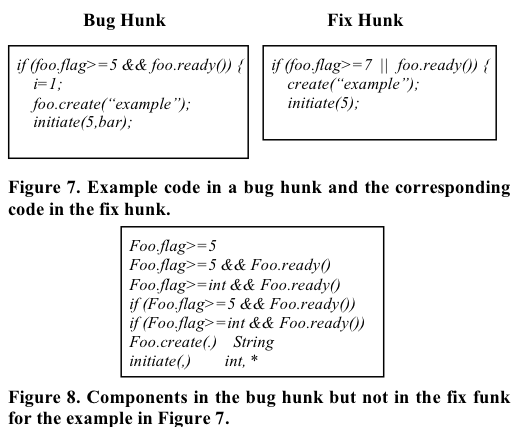 Bug Hunk
Fix Hunk
if (foo.flag>=5 && foo.ready()) {
i=1;
foo.create(“example”);
initiate(5,bar);
if (foo.flag>=7 || foo.ready()) {
create(“example”);
initiate(5);
Figure 7. Example code in a bug hunk and the corresponding
code in the fix hunk.
Foo.flag>=5
Foo.flag>=5 && Foo.ready()
Foo.flag>=int && Foo.ready()
if (Foo.flag>=5 && Foo.ready())
if (Foo.flag>=int && Foo.ready())
Foo.create(,) String
initiate(,) int, *
Figure 8. Components in the bug hunk but not in the fix funk
for the example in Figure 7.